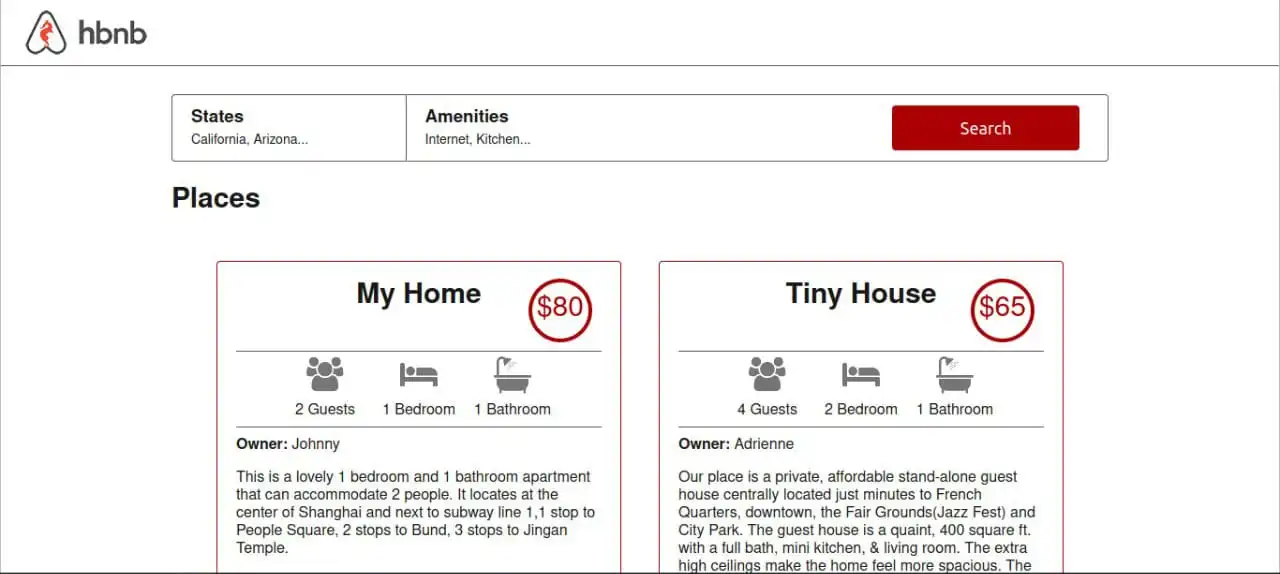 hbnb
States
California, Arizona...
Amenities
Internet, Kitchen...
Search
Places
My Home
$80
2 Guests
1 Bedroom
1 Bathroom
Owner: Johnny
This is a lovely 1 bedroom and 1 bathroom apartment
that can accommodate 2 people. It locates at the
center of Shanghai and next to subway line 1,1 stop to
People Square, 2 stops to Bund, 3 stops to Jingan
Temple.
Tiny House
$65
4 Guests
2 Bedroom
1 Bathroom
Owner: Adrienne
Our place is a private, affordable stand-alone guest
house centrally located just minutes to French
Quarters, downtown, the Fair Grounds(Jazz Fest) and
City Park. The guest house is a quaint, 400 square ft.
with a full bath, mini kitchen, & living room. The extra
high ceilings make the home feel more spacious. The